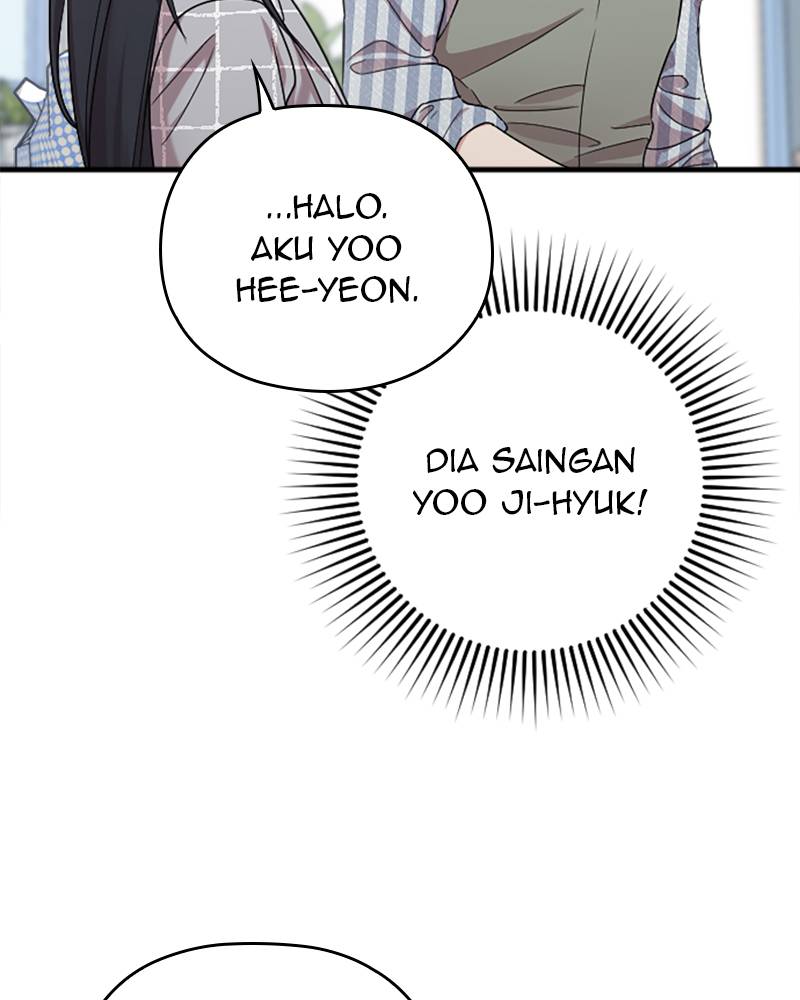 ...HALO.
AKU YOO
HEE-YEON.
DIA SAINGAN
YOO JI-HYUK!